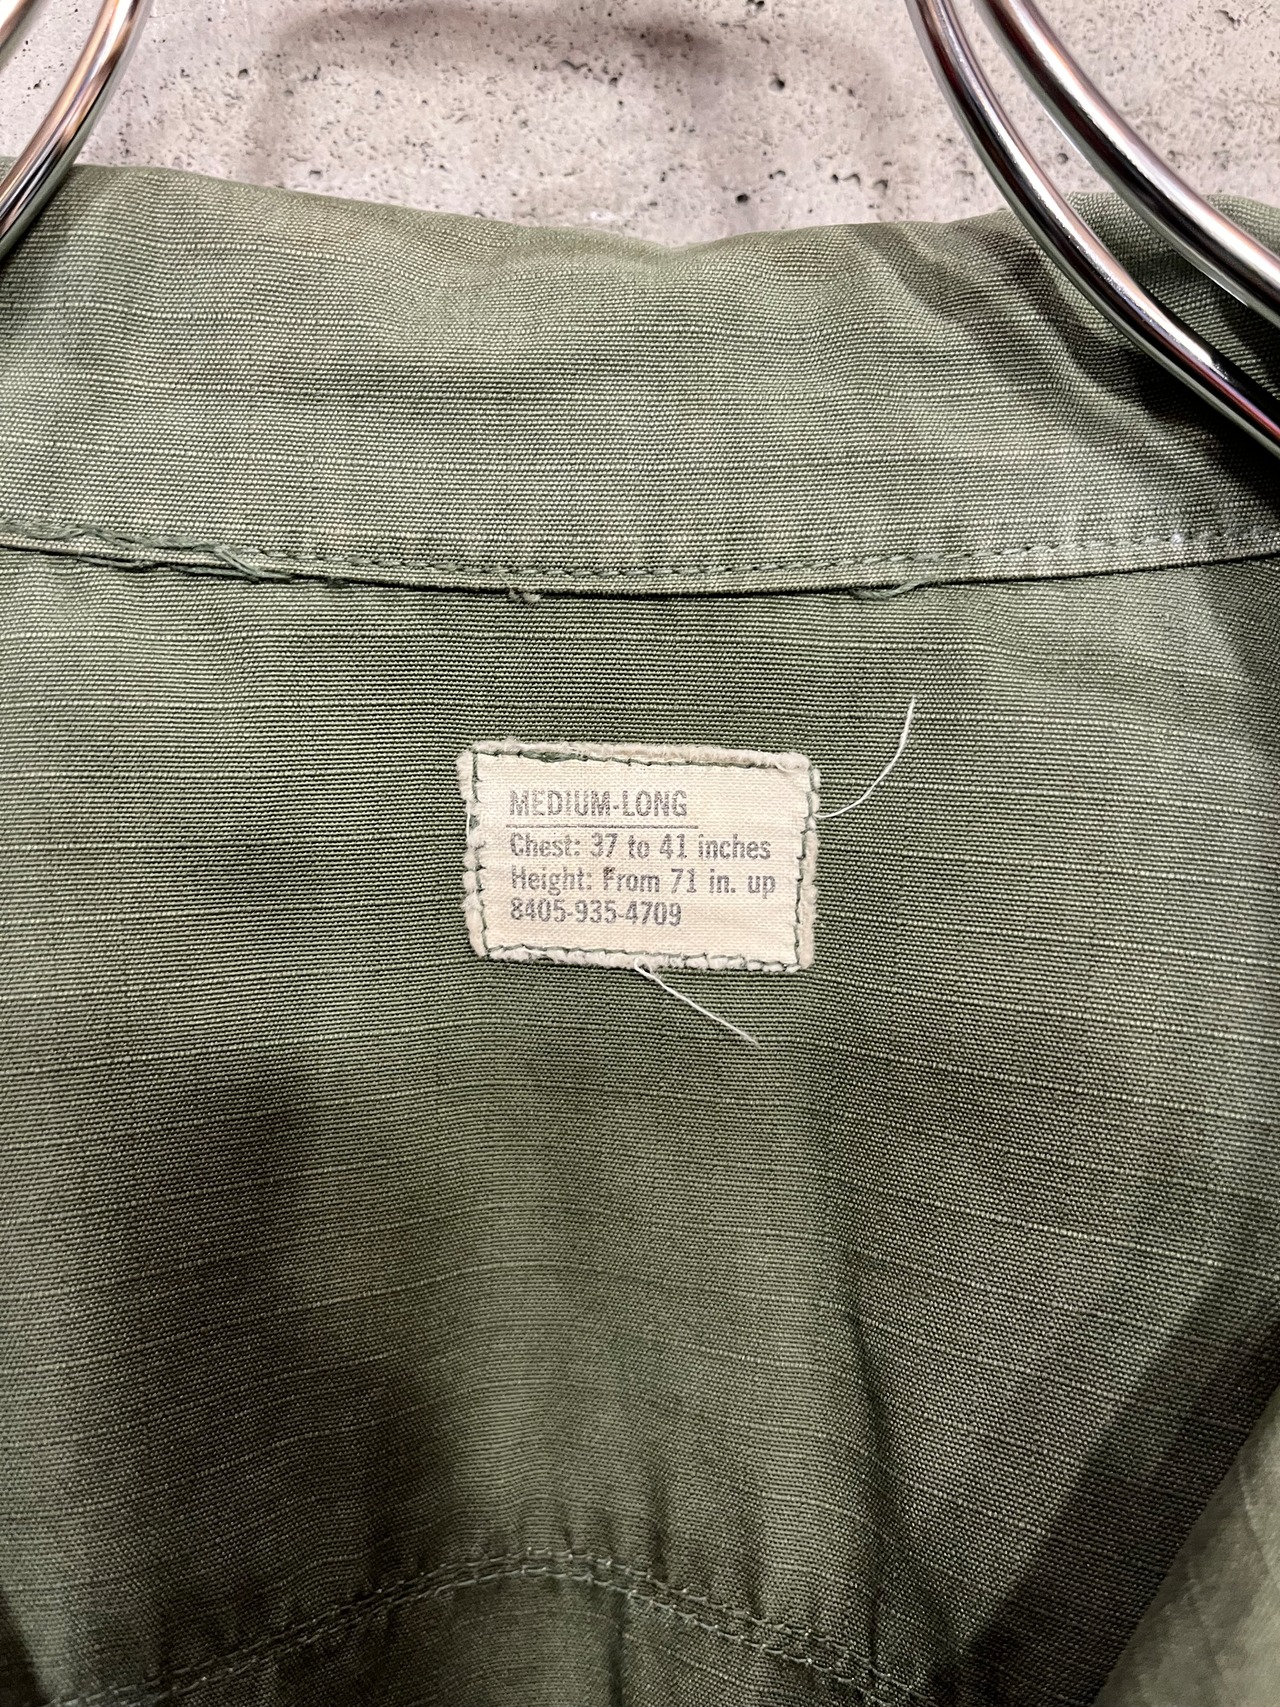 MEDIUM-LONG
Chest: 37 to 41 inches
Height: From 71 in. up
8405-935-4709